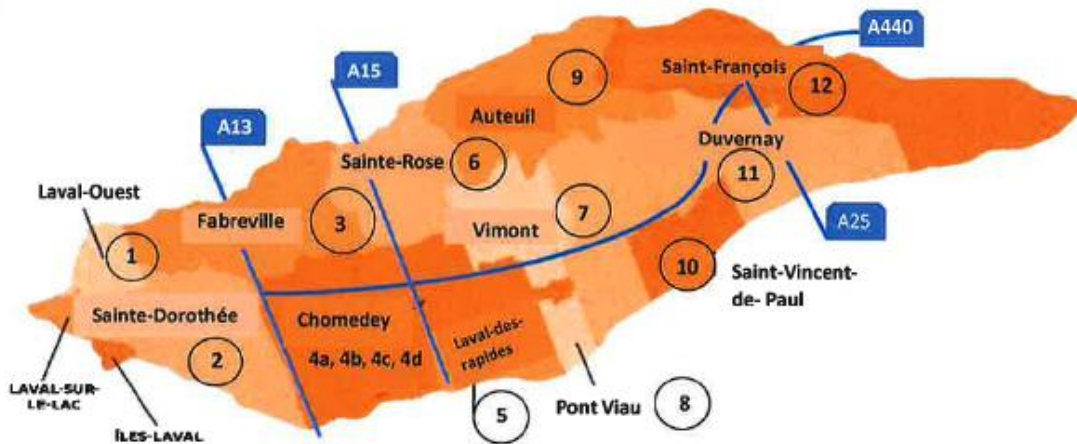 A440
A15
9
Saint-François
12
Auteuil
A13
Duvernay
Sainte-Rose
6
11
Laval-Ouest
Fabreville
3
7
Vimont
A25
1
10
Saint-Vincent-
de- Paul
Sainte-Dorothée
Chomedey
2
4a, 4b, 4c, 4d
Laval-des-
rapides
LAVAL-SUR-
LE-LAC
5
Pont Viau
8
ÎLES-LAVAL